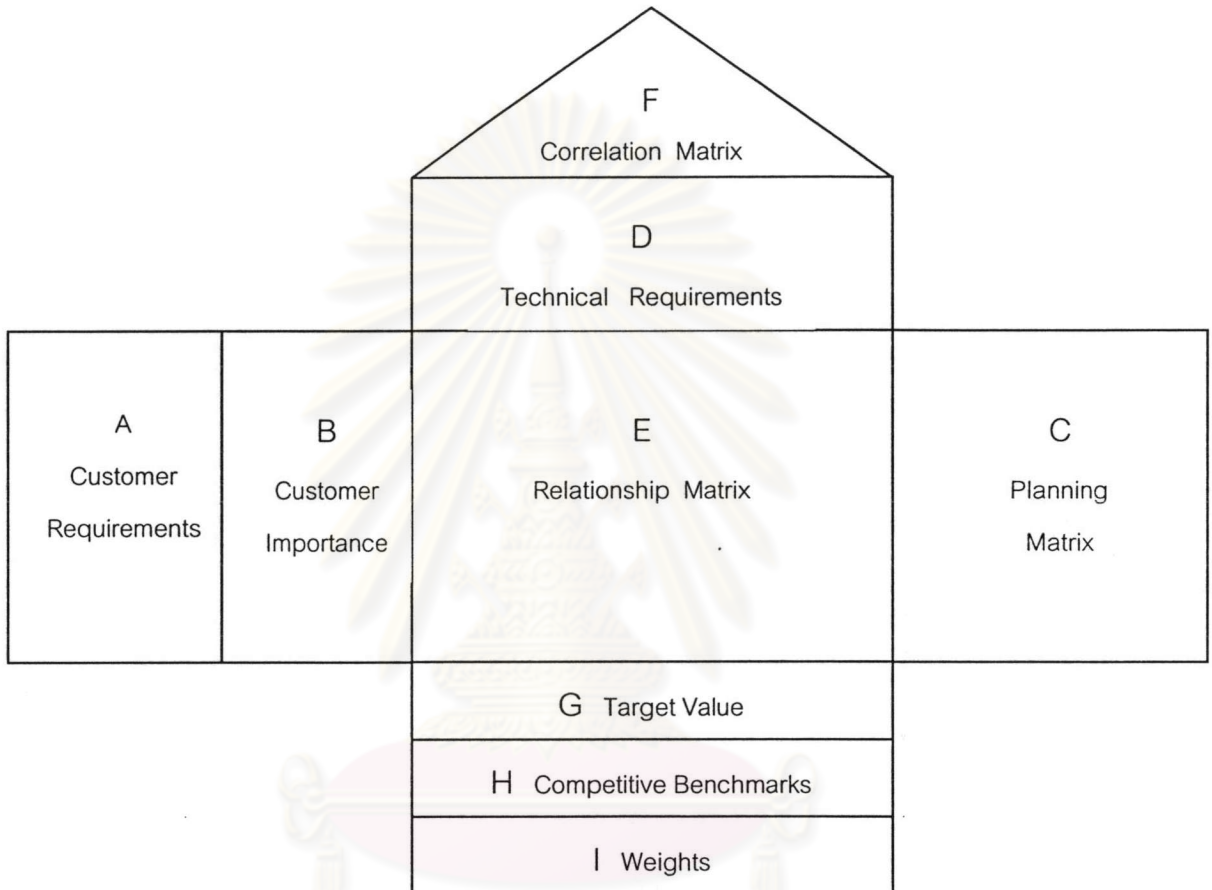 F
Correlation Matrix
D
Technical Requirements
A
Customer
Requirements
B
Customer
Importance
E
Relationship Matrix
C
Planning
Matrix
G Target Value
H Competitive Benchmarks
I Weights